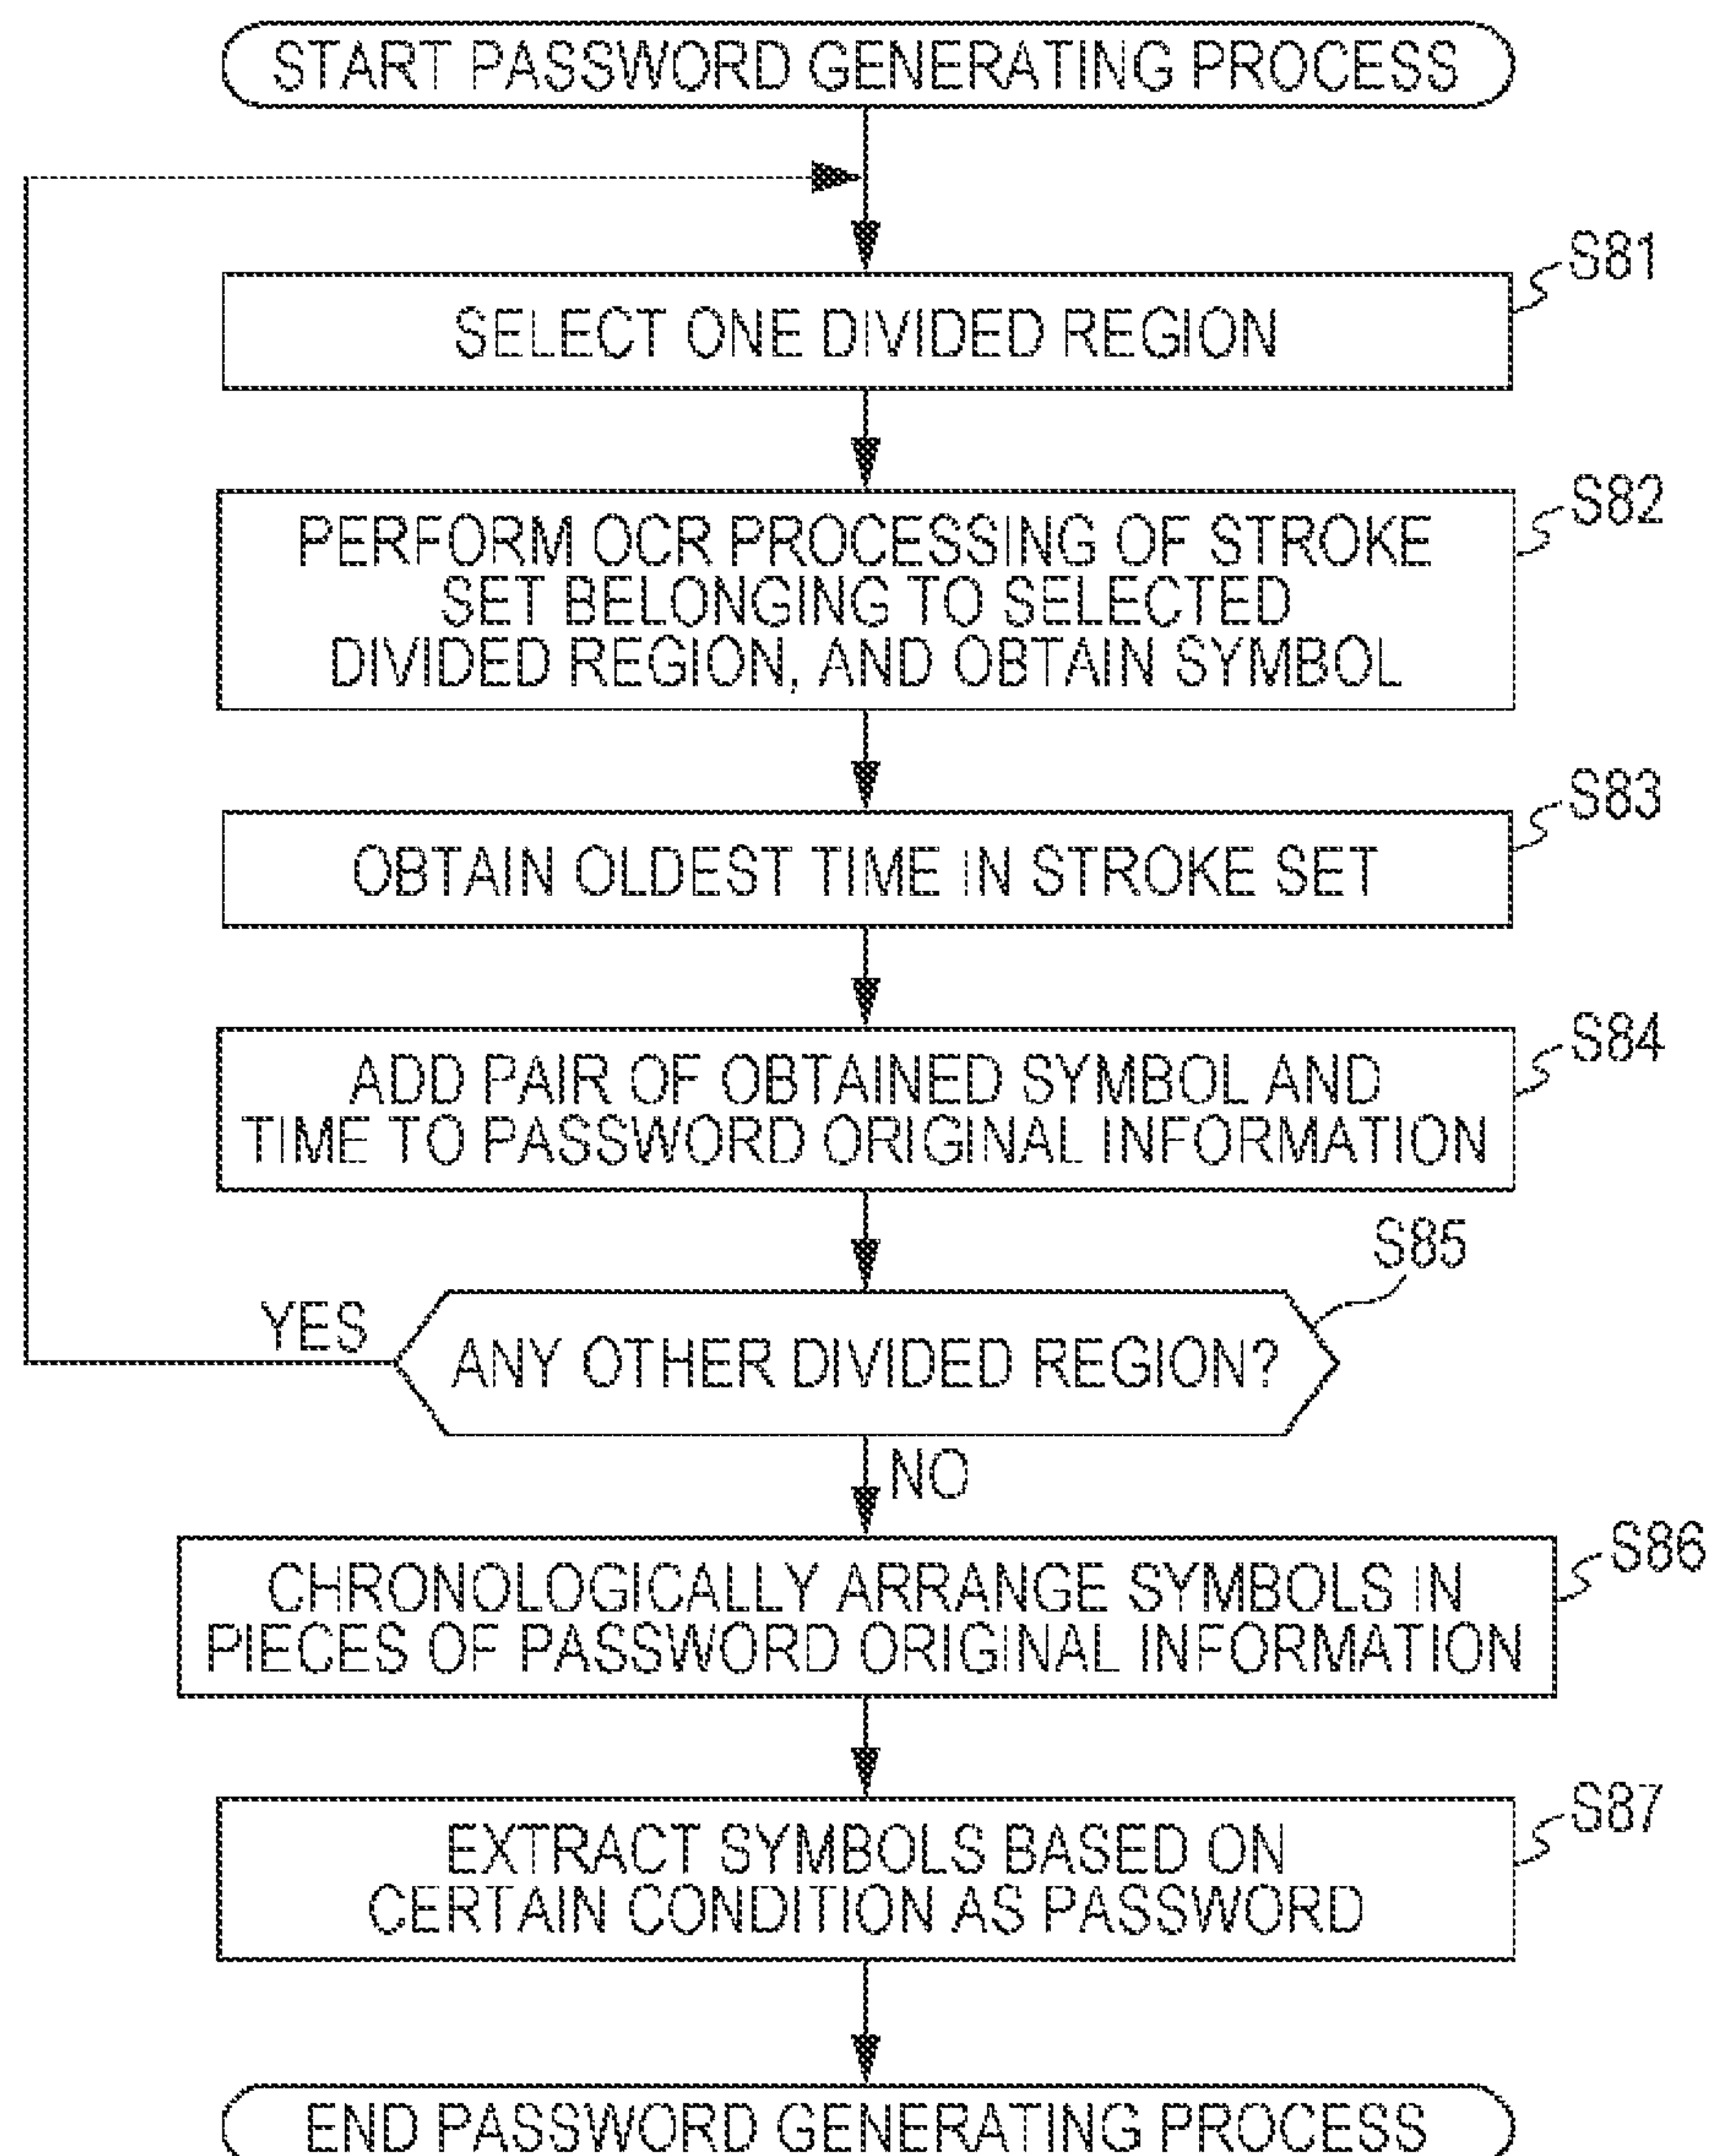 START PASSWORD GENERATING PROCESS
S81
SELECT ONE DIVIDED REGION
S82
PERFORM OCR PROCESSING OF STROKE
SET BELONGING TO SELECTED
DIVIDED REGION, AND OBTAIN SYMBOL
S83
OBTAIN OLDEST TIME IN STROKE SET
S84
ADD PAIR OF OBTAINED SYMBOL AND
TIME TO PASSWORD ORIGINAL INFORMATION
S85
YES
ANY OTHER DIVIDED REGION?
NO
S86
CHRONOLOGICALLY ARRANGE SYMBOLS IN
PIECES OF PASSWORD ORIGINAL INFORMATION
S87
EXTRACT SYMBOLS BASED ON
CERTAIN CONDITION AS PASSWORD
END PASSWORD GENERATING PROCESS